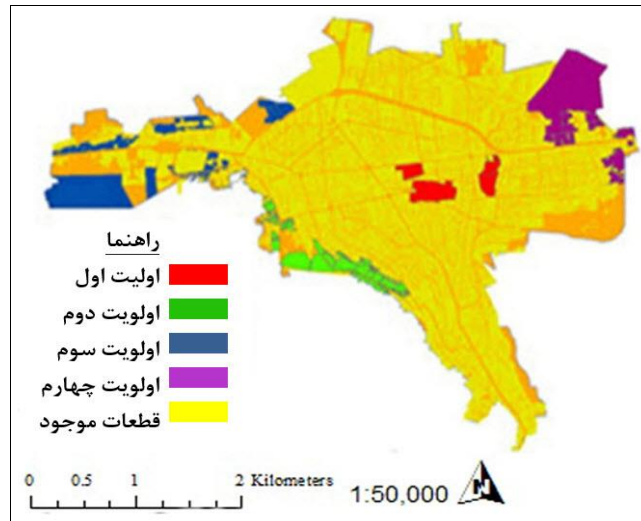 راهنما
اولیت اول
اولویت دوم
اولویت سوم
اولویت چهارم
قطعات موجود
0 0.5 1 2 Kilometers
1:50,000
N